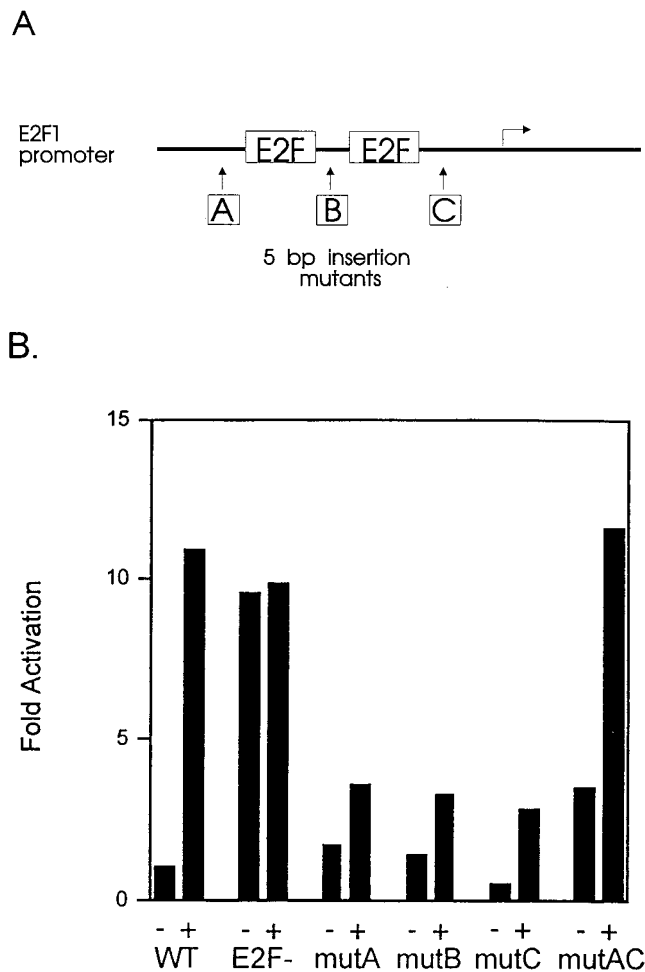 A
E2F1
promoter
E2F E2F
A B C
5 bp insertion
mutants
B.
15
10
5
0
Fold Activation
- + - + - + - + - + - +
WT E2F- mutA mutB mutC mutAC